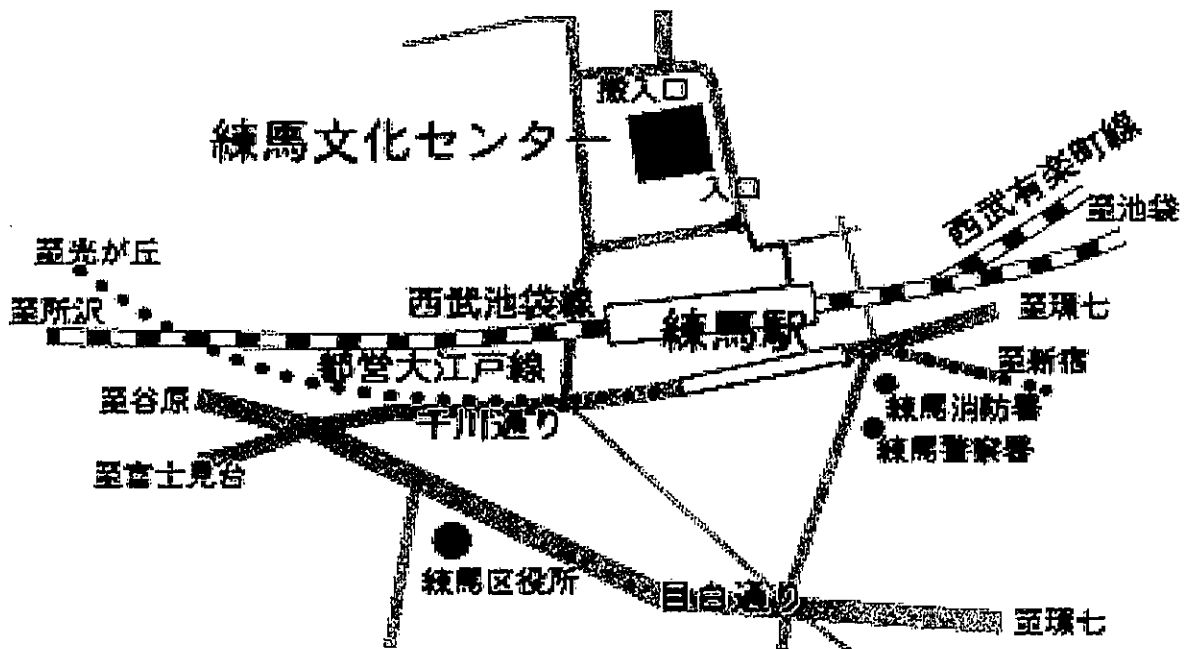 搬入口
練馬文化センター
入口
西武有楽町線
至池袋
至光が丘
至所沢
西武池袋線
練馬駅
至環七
都営大江戸線
至新宿
至谷原
千川通り
練馬消防署
練馬警察署
至富士見台
練馬区役所
目白通り
至環七